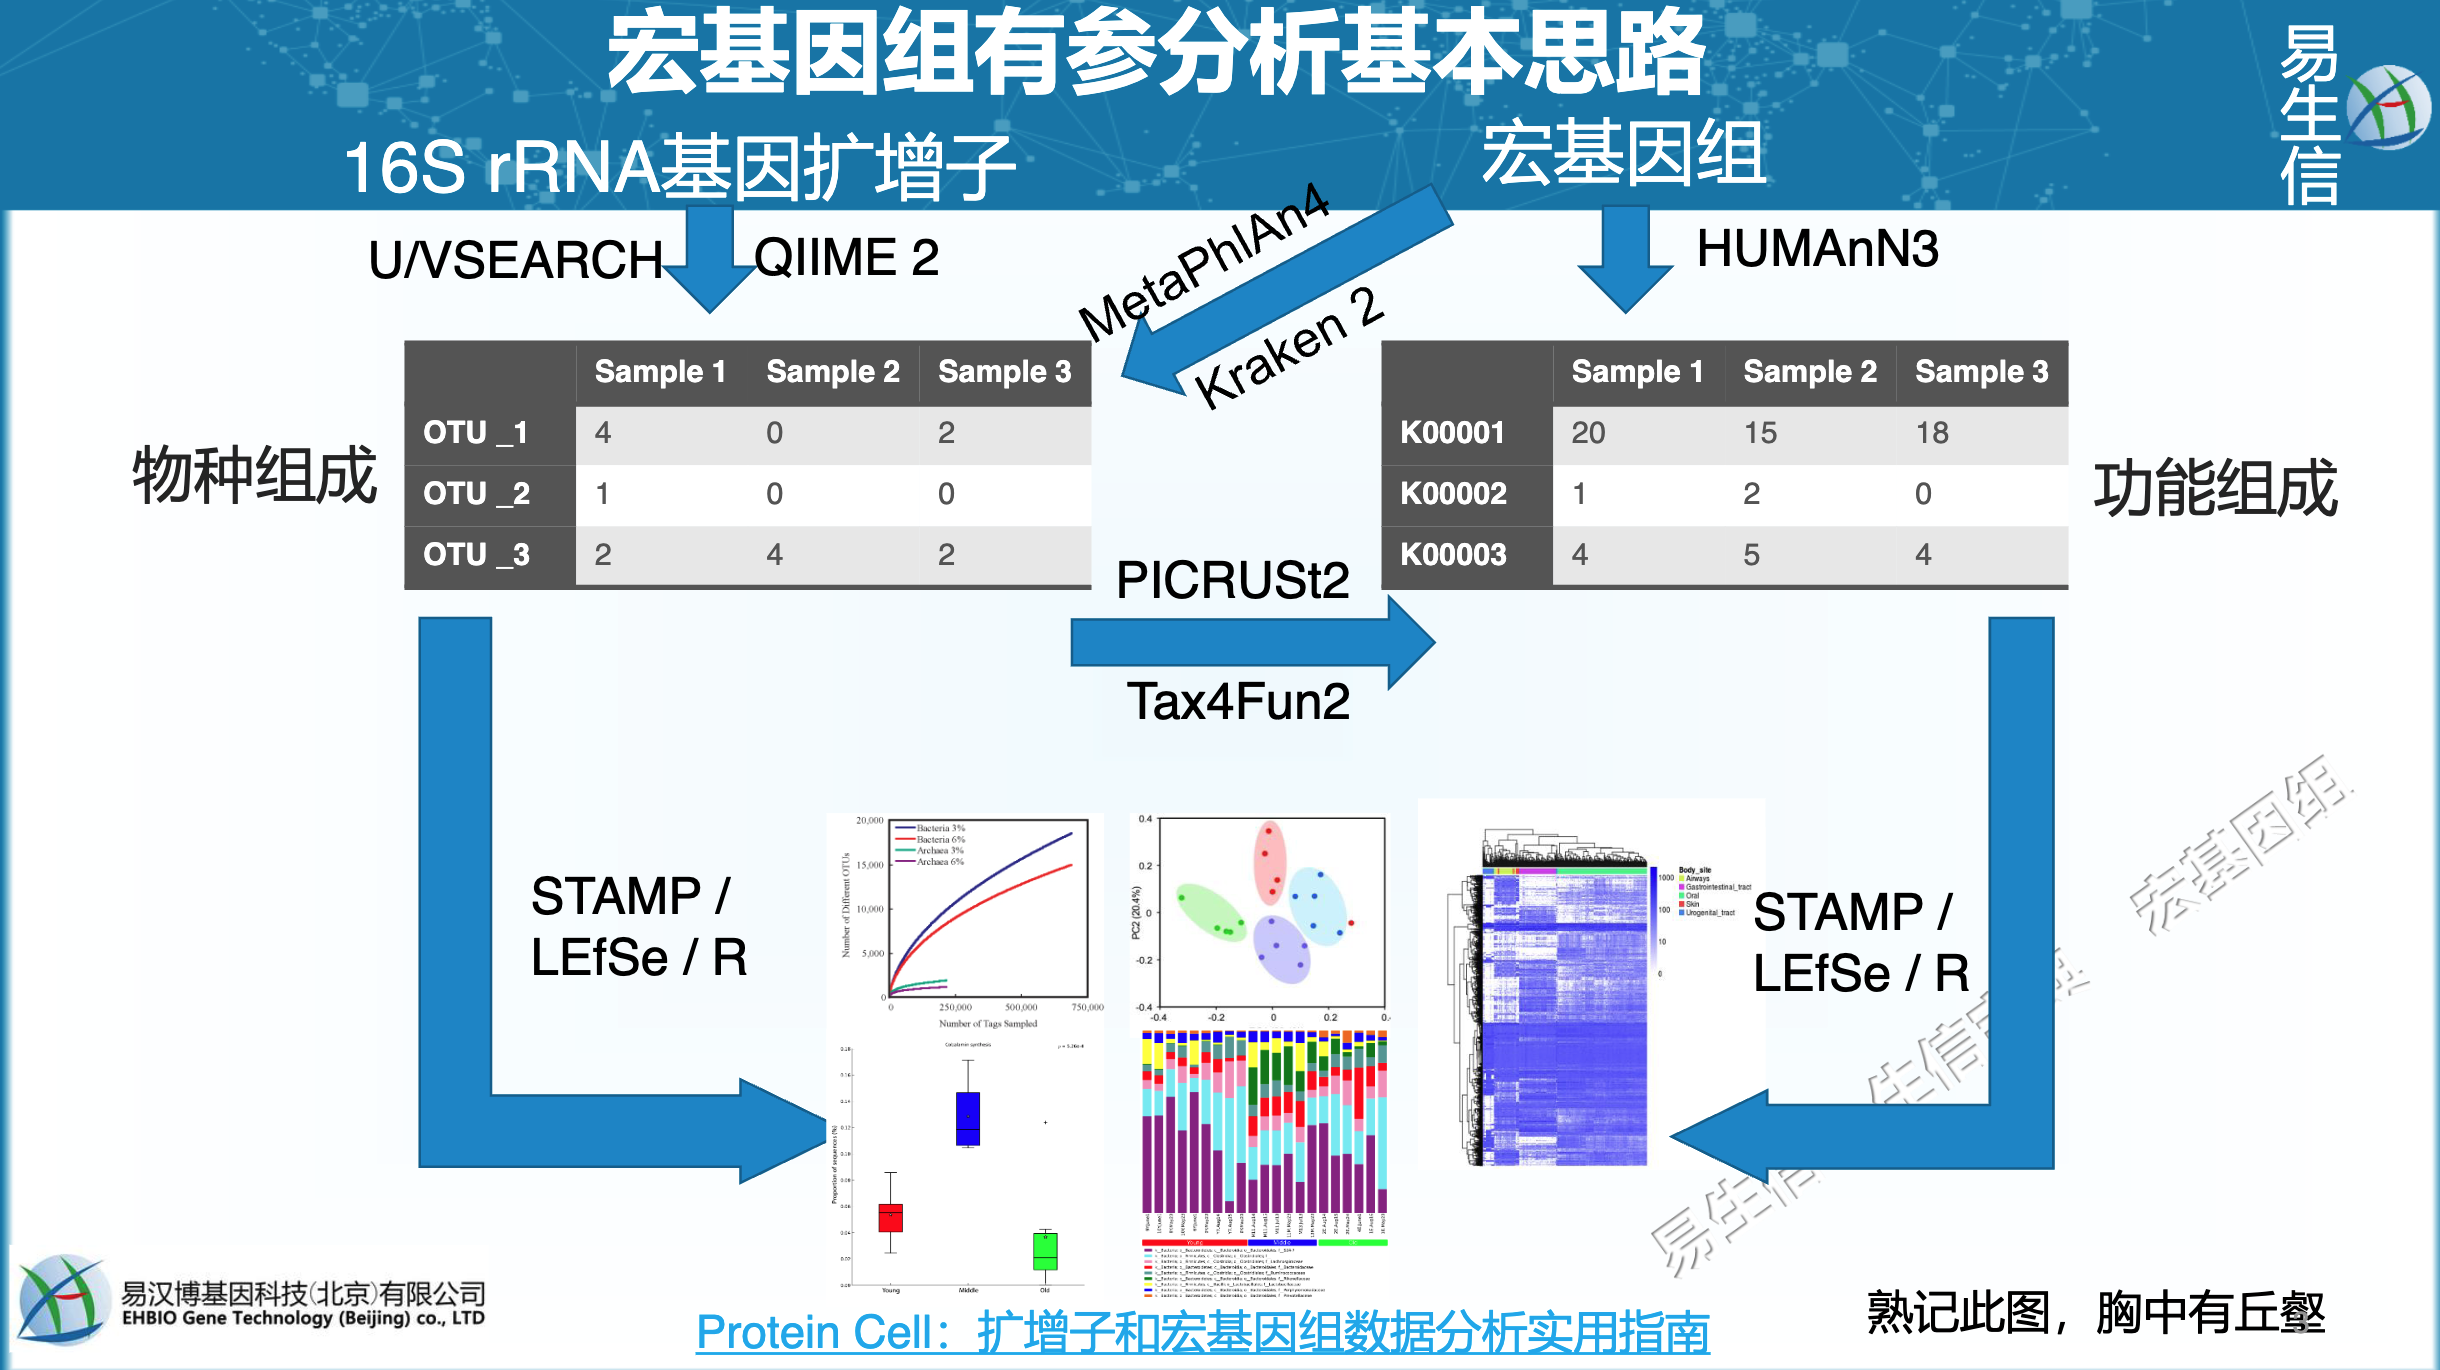 宏基因组有参分析基本思路
易生信
16S rRNA基因扩增子
宏基因组
U/VSEARCH
QIIME 2
MetaPhlAn4
Kraken 2
HUMAnN3
物种组成
Sample 1 Sample 2 Sample 3
OTU _1 4 0 2
OTU _2 1 0 0
OTU _3 2 4 2
Sample 1 Sample 2 Sample 3
K00001 20 15 18
K00002 1 2 0
K00003 4 5 4
功能组成
PICRUSt2
Tax4Fun2
STAMP /
LEfSe / R
20,000
15,000
10,000
5,000
0
Bacteria 3%
Bacteria 6%
Archaea 3%
Archaea 6%
Number of Different OTUs
0 250,000 500,000 750,000
Number of Tags Sampled
0.4
0.2
0
-0.2
-0.4
PC2 (20.4%)
-0.4 -0.2 0 0.2
Body_site
Airways
Gastrointestinal_tract
Oral
Skin
Urogenital_tract
1000
100
10
0
STAMP /
LEfSe / R
Proportion of sequences (%)
Young Middle Old
Young Middle
宏基因组
易生信
易汉博基因科技(北京)有限公司
EHBIO Gene Technology (Beijing) co., LTD
Protein Cell：扩增子和宏基因组数据分析实用指南
熟记此图，胸中有丘壑
3